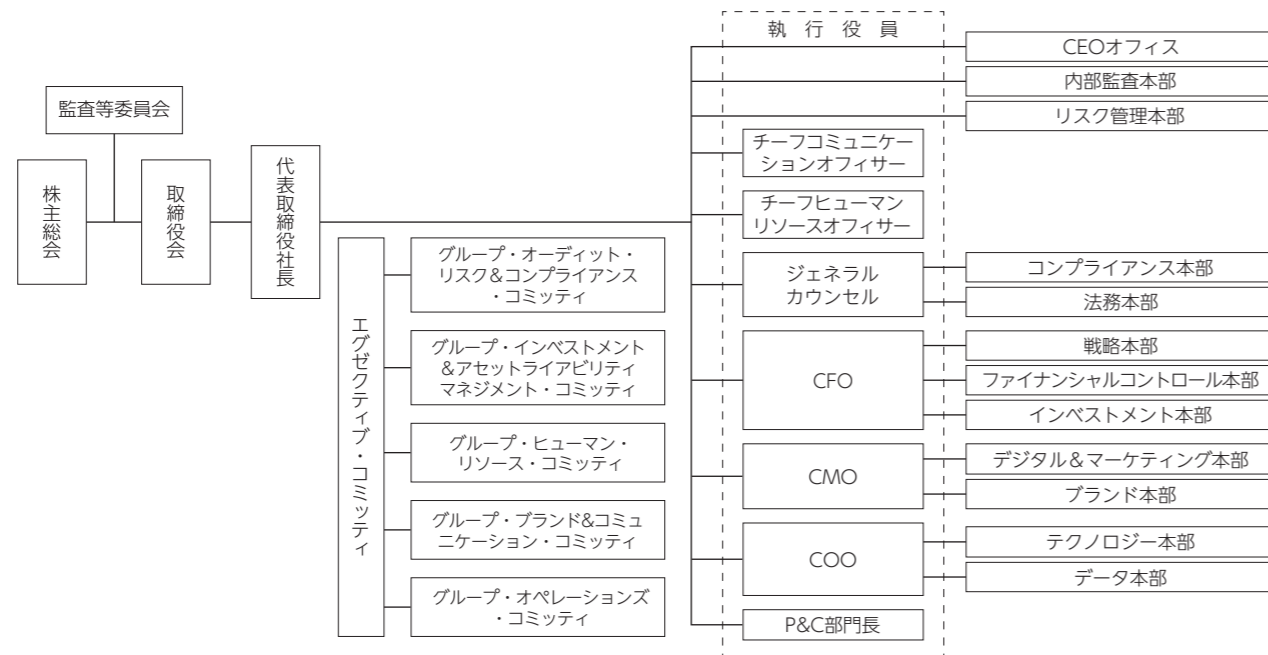 監査等委員会
株主総会
取締役会
代表取締役社長
エグゼクティブ・コミッティ
グループ・オーディット・
リスク&コンプライアンス
・コミッティ
グループ・インベストメント
&アセットライアビリティ
マネジメント・コミッティ
グループ・ヒューマン・
リソース・コミッティ
グループ・ブランド&コミュ
ニケーション・コミッティ
グループ・オペレーションズ
・コミッティ
執行役員
チーフコミュニケー
ションオフィサー
チーフヒューマン
リソースオフィサー
ジェネラル
カウンセル
CFO
CMO
COO
P&C部門長
CEOオフィス
内部監査本部
リスク管理本部
コンプライアンス本部
法務本部
戦略本部
ファイナンシャルコントロール本部
インベストメント本部
デジタル&マーケティング本部
ブランド本部
テクノロジー本部
データ本部